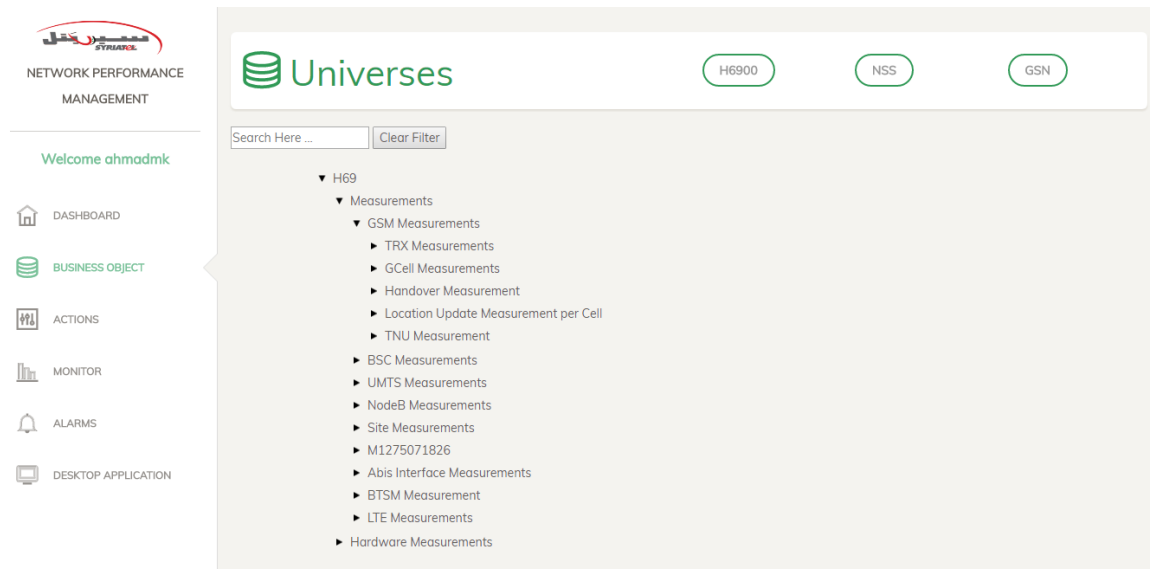 سيريتل
SYRIATEL
NETWORK PERFORMANCE
MANAGEMENT
Welcome ahmadmk
DASHBOARD
BUSINESS OBJECT
ACTIONS
MONITOR
ALARMS
DESKTOP APPLICATION
Universes
H6900
NSS
GSN
Search Here ...
Clear Filter
H69
Measurements
GSM Measurements
TRX Measurements
GCell Measurements
Handover Measurement
Location Update Measurement per Cell
TNU Measurement
BSC Measurements
UMTS Measurements
NodeB Measurements
Site Measurements
M1275071826
Abis Interface Measurements
BTSM Measurement
LTE Measurements
Hardware Measurements